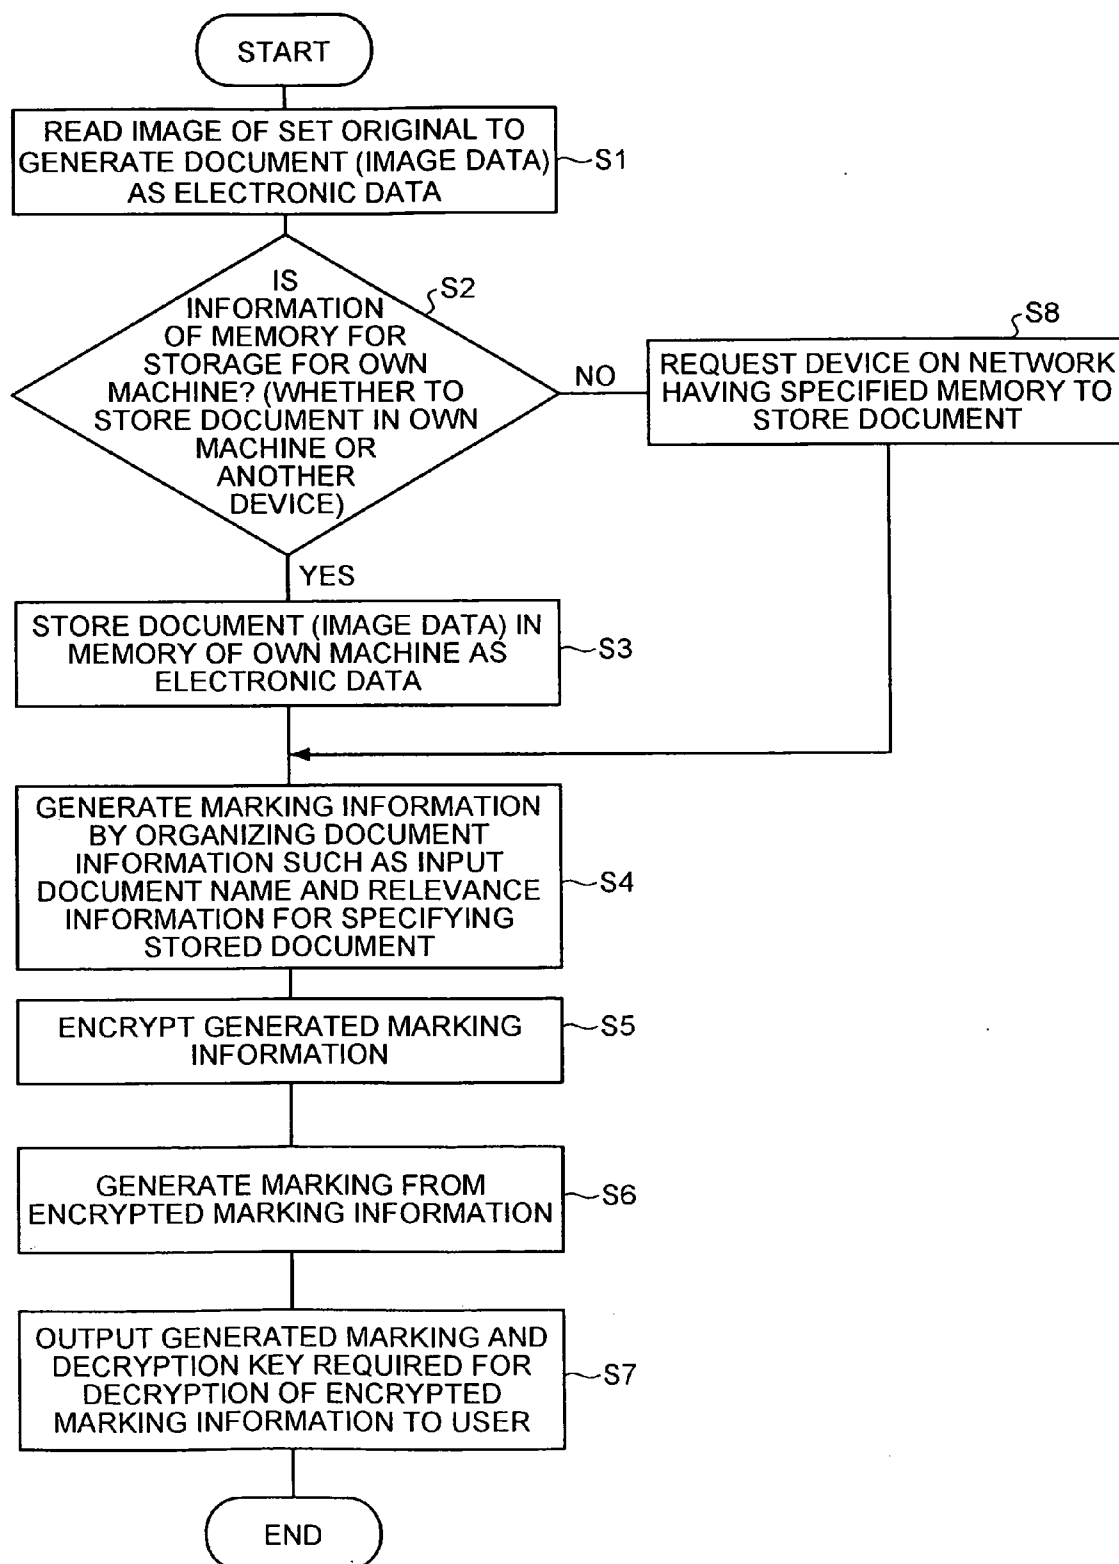 START
READ IMAGE OF SET ORIGINAL TO
GENERATE DOCUMENT (IMAGE DATA)
AS ELECTRONIC DATA
S1
IS
INFORMATION
OF MEMORY FOR
STORAGE FOR OWN
MACHINE? (WHETHER TO
STORE DOCUMENT IN OWN
MACHINE OR
ANOTHER
DEVICE)
S2
NO
S8
REQUEST DEVICE ON NETWORK
HAVING SPECIFIED MEMORY TO
STORE DOCUMENT
YES
STORE DOCUMENT (IMAGE DATA) IN
MEMORY OF OWN MACHINE AS
ELECTRONIC DATA
S3
GENERATE MARKING INFORMATION
BY ORGANIZING DOCUMENT
INFORMATION SUCH AS INPUT
DOCUMENT NAME AND RELEVANCE
INFORMATION FOR SPECIFYING
STORED DOCUMENT
S4
ENCRYPT GENERATED MARKING
INFORMATION
S5
GENERATE MARKING FROM
ENCRYPTED MARKING INFORMATION
S6
OUTPUT GENERATED MARKING AND
DECRYPTION KEY REQUIRED FOR
DECRYPTION OF ENCRYPTED
MARKING INFORMATION TO USER
S7
END